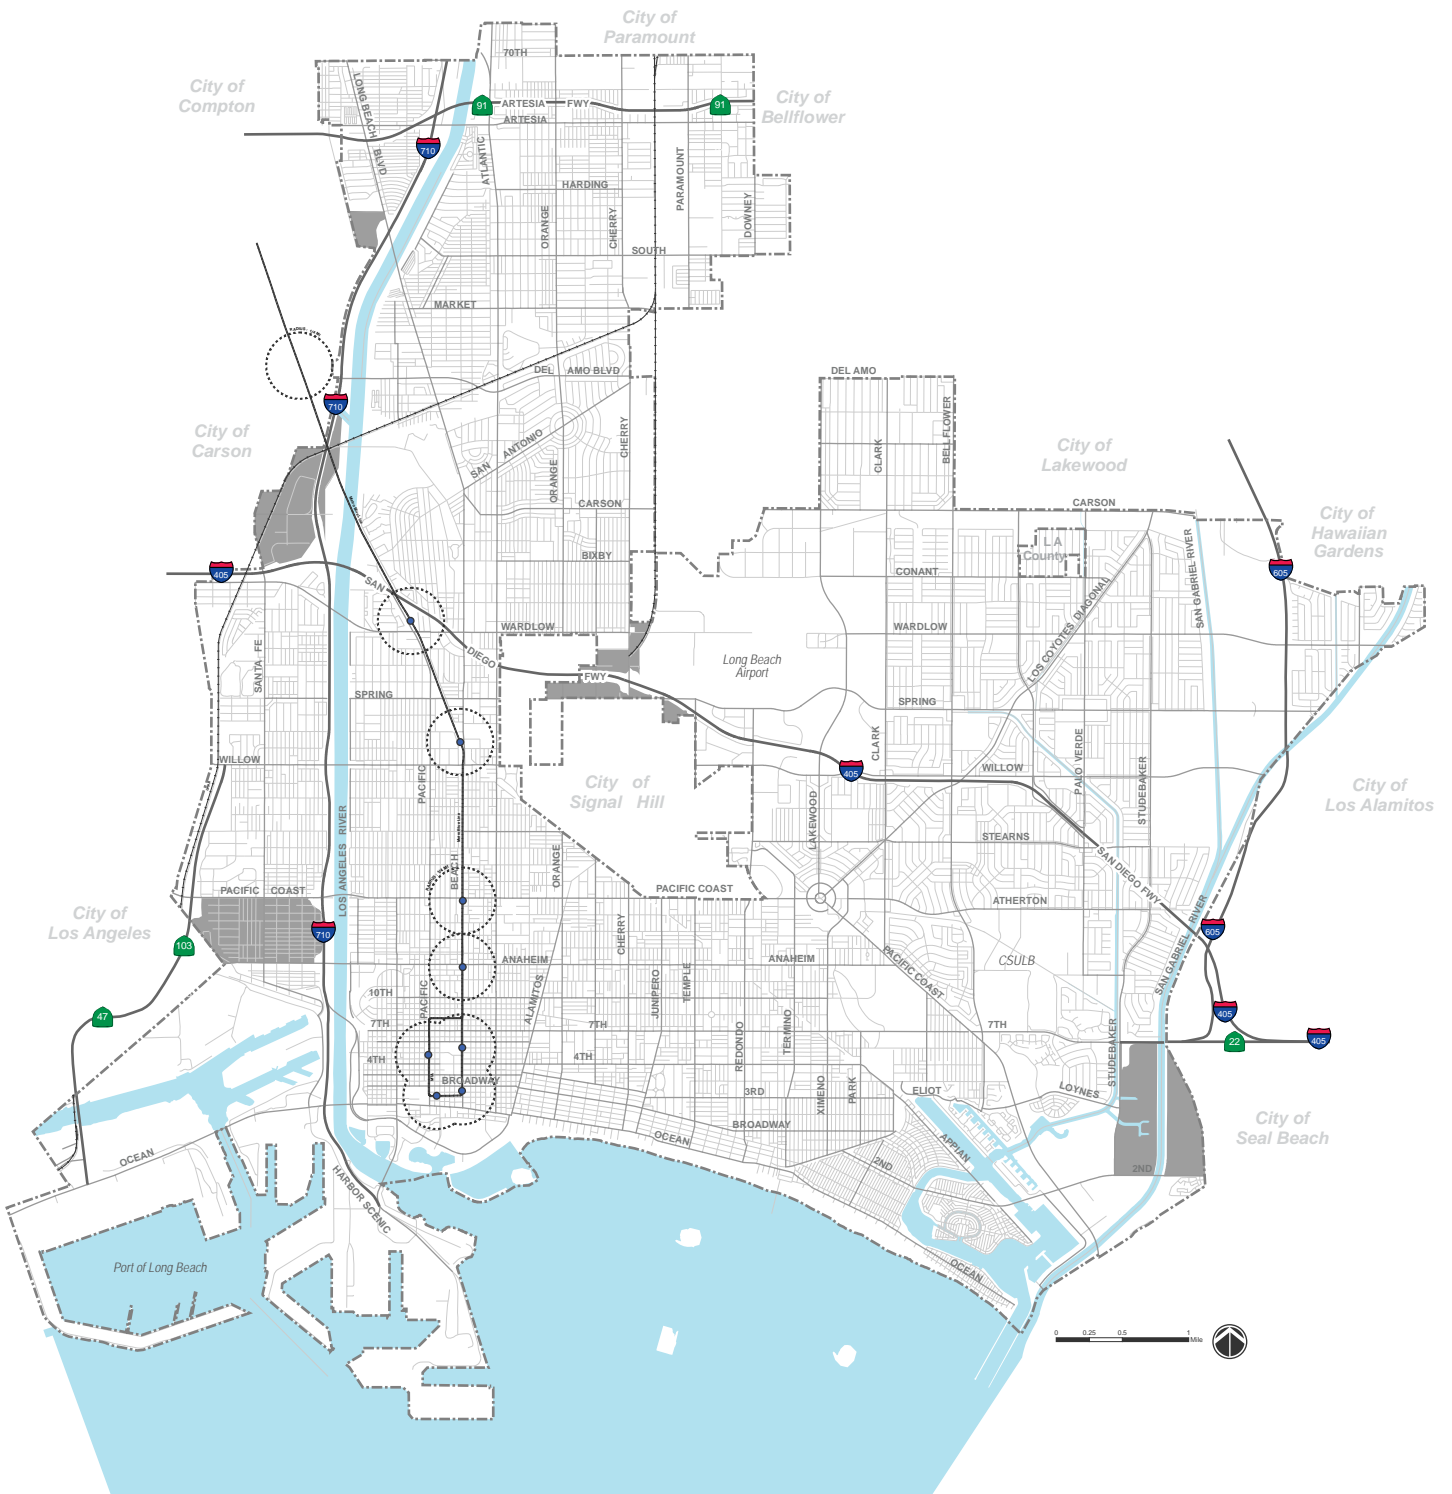 City of
Paramount
70TH
City of
Compton
LONG BEACH BLVD
91
ARTESIA FWY
91
City of
Bellflower
ARTESIA
710
ATLANTIC
PARAMOUNT
HARDING
ORANGE
CHERRY
DOWNEY
SOUTH
MARKET
DEL AMO BLVD
DEL AMO
710
CHERRY
CLARK
BELLFLOWER
City of
Carson
SAN ANTONIO
ORANGE
City of
Lakewood
CARSON
CARSON
City of
Hawaiian
Gardens
L A
County
SAN GABRIEL RIVER
BIXBY
405
CONANT
605
SAN DIEGO FWY
LOS COYOTES DIAGONAL
WARDLOW
WARDLOW
SANTA FE
Long Beach
Airport
SPRING
SPRING
WILLOW
PACIFIC
CLARK
PALO VERDE
STUDEBAKER
405
WILLOW
City of
Signal Hill
City of
Los Alamitos
LOS ANGELES RIVER
LAKEWOOD
STEARNS
BEACH
ORANGE
SAN DIEGO FWY
PACIFIC COAST
PACIFIC COAST
ATHERTON
City of
Los Angeles
710
CHERRY
605
103
ANAHEIM
ANAHEIM
PACIFIC COAST
CSULB
SAN GABRIEL RIVER
10TH
PACIFIC
ALAMITOS
JUNIPERO
TEMPLE
47
405
7TH
7TH
7TH
REDONDO
TERMINO
22
405
4TH
4TH
STUDEBAKER
BROADWAY
3RD
XIMENO
PARK
ELIOT
LOYNES
BROADWAY
City of
Seal Beach
OCEAN
OCEAN
APPIAN
2ND
2ND
HARBOR SCENIC
Port of Long Beach
OCEAN
0 0.25 0.5 1
Mile